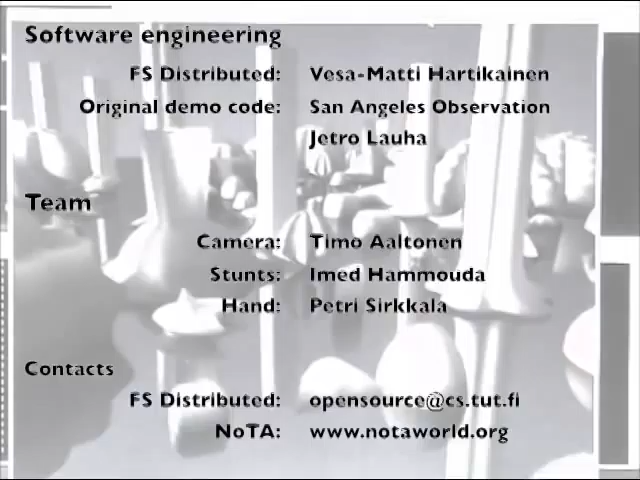 Software engineering
FS Distributed: Vesa-Matti Hartikainen
Original demo code: San Angeles Observation
Jetro Lauha
Team
Camera: Timo Aaltonen
Stunts: Imed Hammouda
Hand: Petri Sirkkala
Contacts
FS Distributed: opensource@cs.tut.fi
NoTA: www.notaworld.org